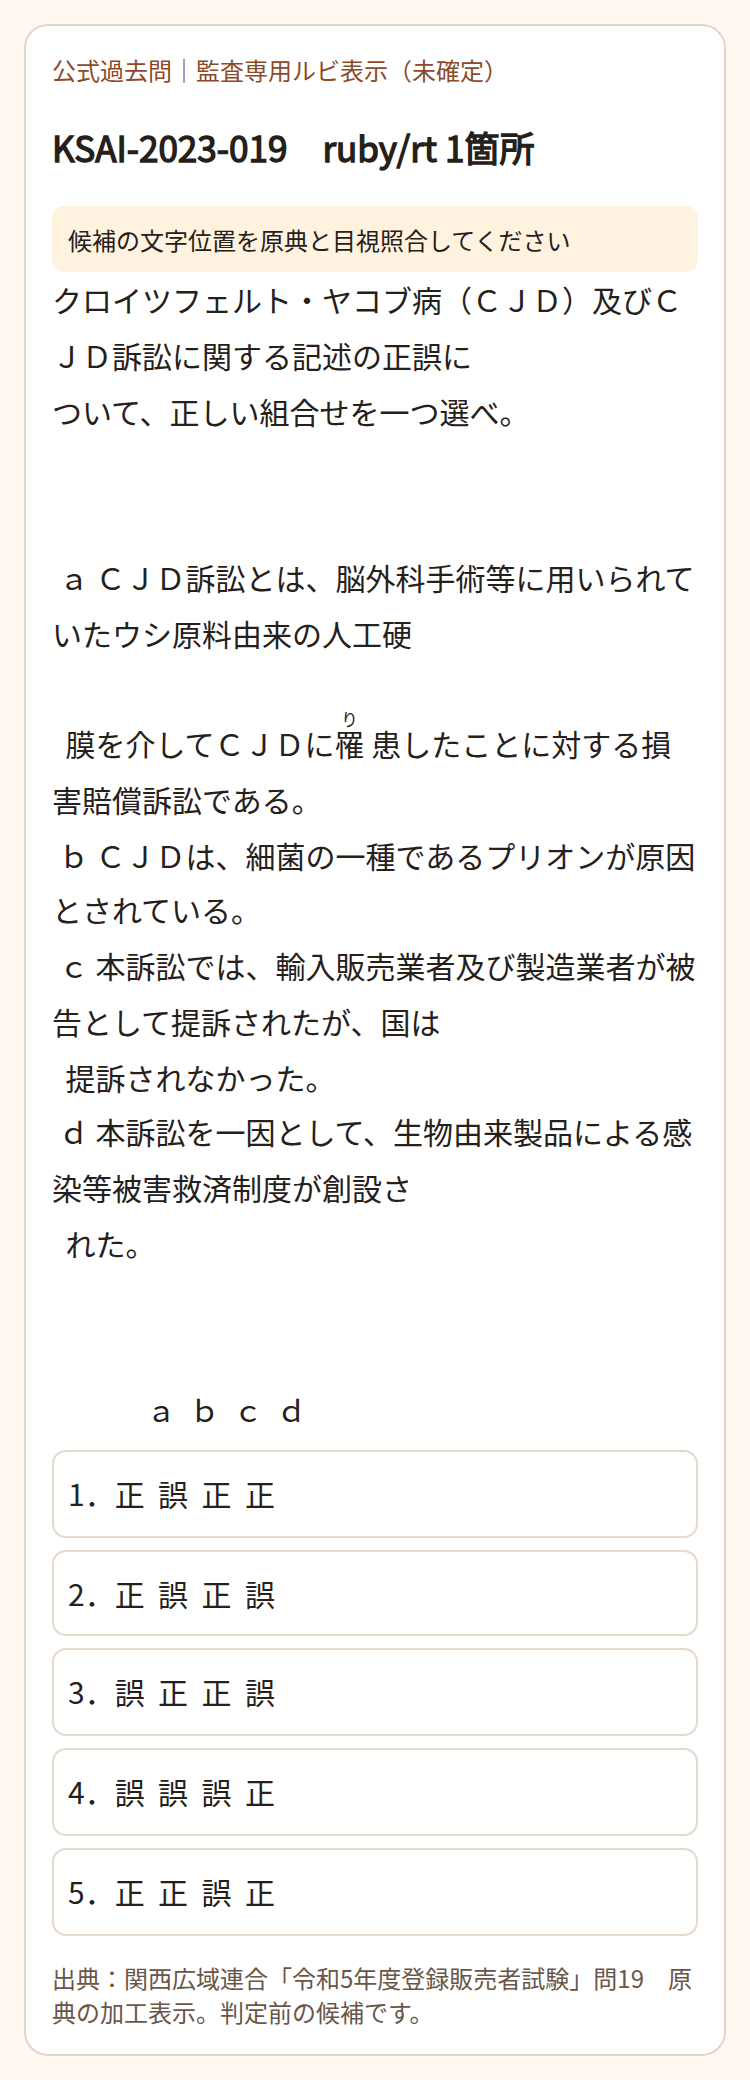 公式過去問｜監査専用ルビ表示（未確定）
KSAI-2023-019　ruby/rt 1箇所
候補の文字位置を原典と目視照合してください
クロイツフェルト・ヤコブ病（ＣＪＤ）及びＣ
ＪＤ訴訟に関する記述の正誤に
ついて、正しい組合せを一つ選べ。
ａ ＣＪＤ訴訟とは、脳外科手術等に用いられて
いたウシ原料由来の人工硬
り
膜を介してＣＪＤに罹 患したことに対する損
害賠償訴訟である。
ｂ ＣＪＤは、細菌の一種であるプリオンが原因
とされている。
ｃ 本訴訟では、輸入販売業者及び製造業者が被
告として提訴されたが、国は
提訴されなかった。
ｄ 本訴訟を一因として、生物由来製品による感
染等被害救済制度が創設さ
れた。
ａ ｂ ｃ ｄ
1．正 誤 正 正
2．正 誤 正 誤
3．誤 正 正 誤
4．誤 誤 誤 正
5．正 正 誤 正
出典：関西広域連合「令和5年度登録販売者試験」問19　原
典の加工表示。判定前の候補です。